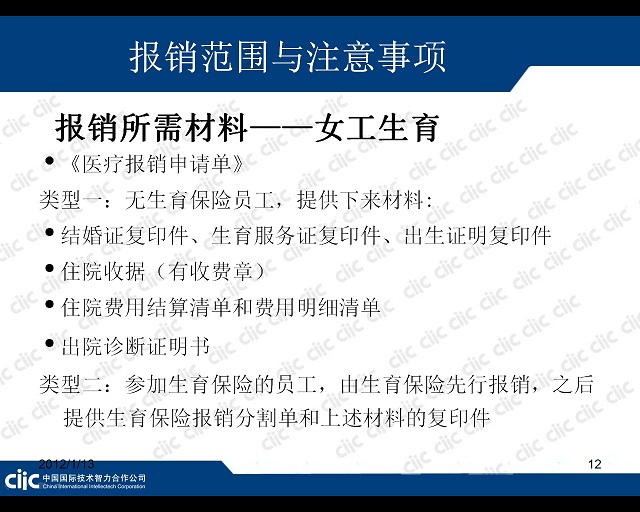 报销范围与注意事项
报销所需材料——女工生育
•《医疗报销申请单》
类型一：无生育保险员工，提供下来材料:
•结婚证复印件、生育服务证复印件、出生证明复印件
•住院收据（有收费章）
•住院费用结算清单和费用明细清单
•出院诊断证明书
类型二：参加生育保险的员工，由生育保险先行报销，之后
提供生育保险报销分割单和上述材料的复印件
2012/1/13
12
ciic 中国国际技术智力合作公司
China International Intellectech Corporation